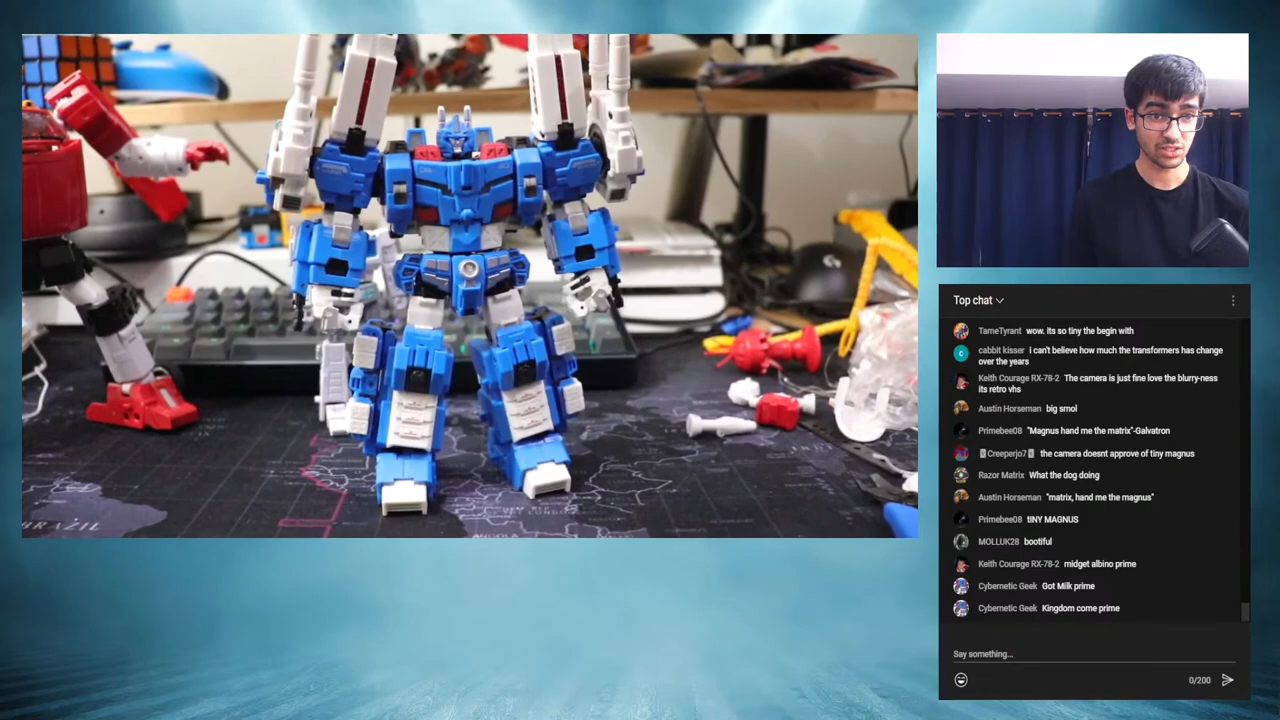 Top chat
TameTyrant wow. its so tiny the begin with
cabbit kisser i can't believe how much the transformers has change
over the years
Keith Courage RX-78-2 The camera is just fine love the blurry-ness
its retro vhs
Austin Horseman big smol
Primebee08 "Magnus hand me the matrix"-Galvatron
Creeperjo7 the camera doesnt approve of tiny magnus
Razor Matrix What the dog doing
Austin Horseman "matrix, hand me the magnus"
Primebee08 tINY MAGNUS
MOLLUK28 bootiful
Keith Courage RX-78-2 midget albino prime
Cybernetic Geek Got Milk prime
Cybernetic Geek Kingdom come prime
Say something...
0/200
BRAZIL
ANGOLA